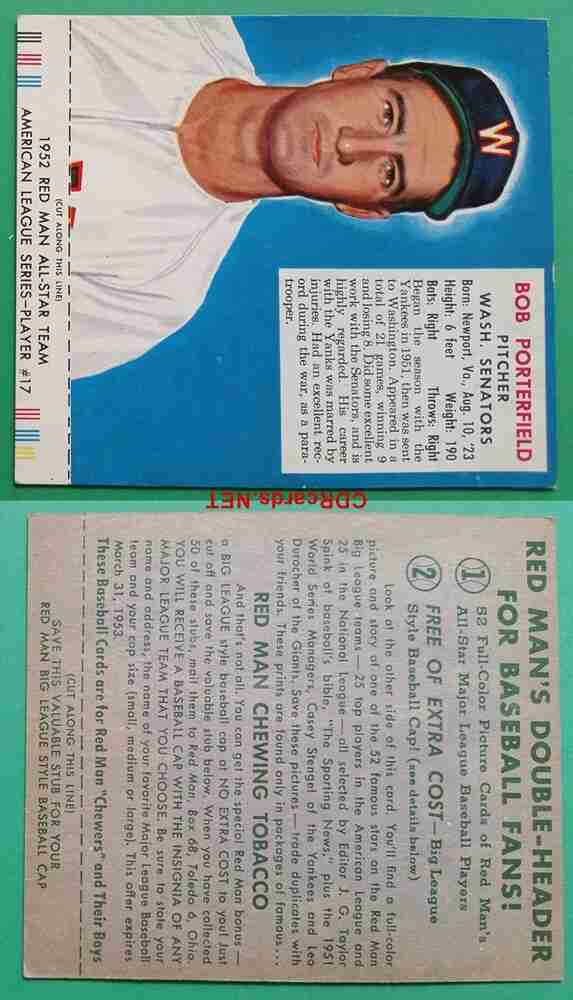 W
BOB PORTERFIELD
PITCHER
WASH. SENATORS
Born: Newport, Va., Aug. 10, '23
Height: 6 feet Weight: 190
Bats: Right Throws: Right
Began the season with the
Yankees in 1951, then was sent
to Washington. Appeared in a
total of 21 games, winning 9
and losing 8. Did some excellent
work with the Senators, and is
highly regarded. His career
with the Yanks was marred by
injuries. Had an excellent rec-
ord during the war, as a para-
trooper.
(CUT ALONG THIS LINE)
1952 RED MAN ALL-STAR TEAM
AMERICAN LEAGUE SERIES-PLAYER #17
CDRcards.NET
RED MAN'S DOUBLE-HEADER
FOR BASEBALL FANS!
1 52 Full-Color Picture Cards of Red Man's
All-Star Major League Baseball Players
2 FREE OF EXTRA COST—Big League
Style Baseball Cap! (see details below)
Look at the other side of this card. You'll find a full-color
picture and story of one of the 52 famous stars on the Red Man
Big League teams — 25 top players in the American League and
25 in the National League — all selected by Editor J. G. Taylor
Spink of baseball's bible, "The Sporting News," plus the 1951
World Series Managers, Casey Stengel of the Yankees and Leo
Durocher of the Giants. Save these pictures — trade duplicates with
your friends. These prints are found only in packages of famous . . .
RED MAN CHEWING TOBACCO
And that's not all. You can get the special Red Man bonus —
a BIG LEAGUE style baseball cap at NO EXTRA COST to you! Just
cut off and save the valuable stub below. When you have collected
50 of these stubs, mail them to Red Man, Box 68, Toledo 6, Ohio.
YOU WILL RECEIVE A BASEBALL CAP WITH THE INSIGNIA OF ANY
MAJOR LEAGUE TEAM THAT YOU CHOOSE. Be sure to state your
name and address, the name of your favorite Major League Baseball
team and your cap size (small, medium or large). This offer expires
March 31, 1953.
These Baseball Cards are for Red Man "Chewers" and Their Boys
(CUT ALONG THIS LINE)
SAVE THIS VALUABLE STUB FOR YOUR
RED MAN BIG LEAGUE STYLE BASEBALL CAP